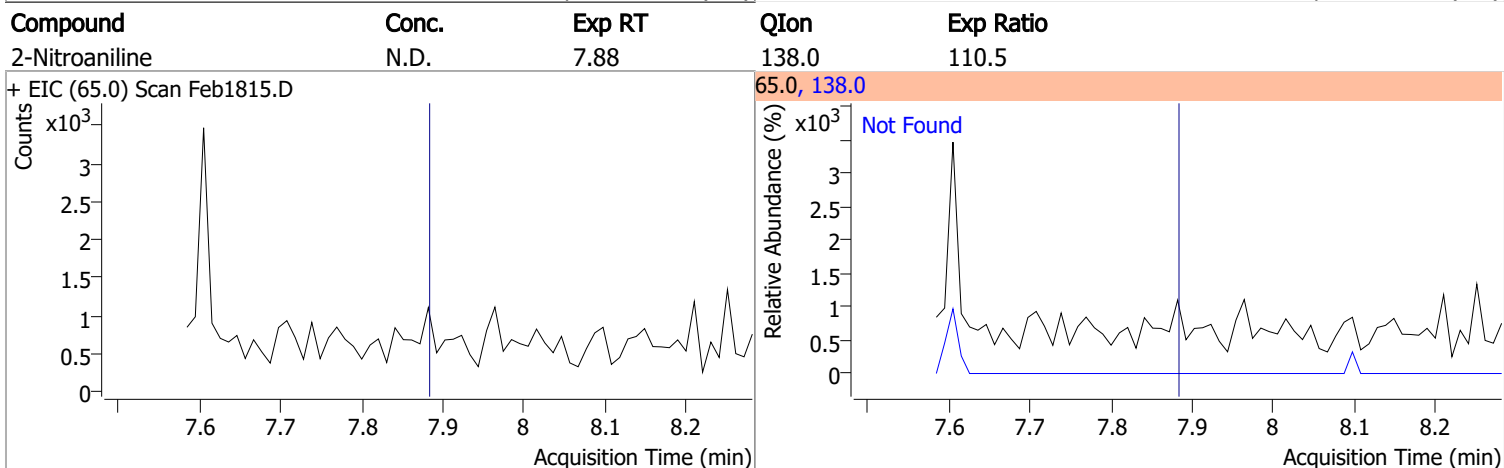 Compound Conc. Exp RT QIon Exp Ratio
2-Nitroaniline N.D. 7.88 138.0 110.5
+ EIC (65.0) Scan Feb1815.D
Counts
x10³
3
2.5
2
1.5
1
0.5
0
7.6 7.7 7.8 7.9 8 8.1 8.2
Acquisition Time (min)
65.0, 138.0
Relative Abundance (%)
x10³
Not Found
3
2.5
2
1.5
1
0.5
0
7.6 7.7 7.8 7.9 8 8.1 8.2
Acquisition Time (min)